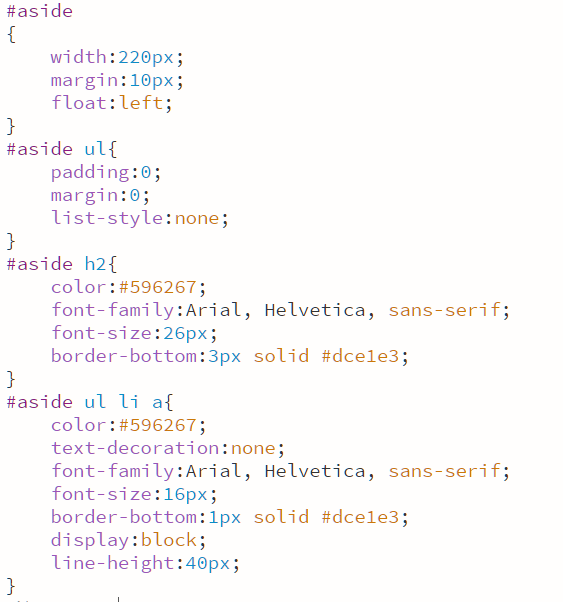 #aside
{
    width:220px;
    margin:10px;
    float:left;
}
#aside ul{
    padding:0;
    margin:0;
    list-style:none;
}
#aside h2{
    color:#596267;
    font-family:Arial, Helvetica, sans-serif;
    font-size:26px;
    border-bottom:3px solid #dce1e3;
}
#aside ul li a{
    color:#596267;
    text-decoration:none;
    font-family:Arial, Helvetica, sans-serif;
    font-size:16px;
    border-bottom:1px solid #dce1e3;
    display:block;
    line-height:40px;
}